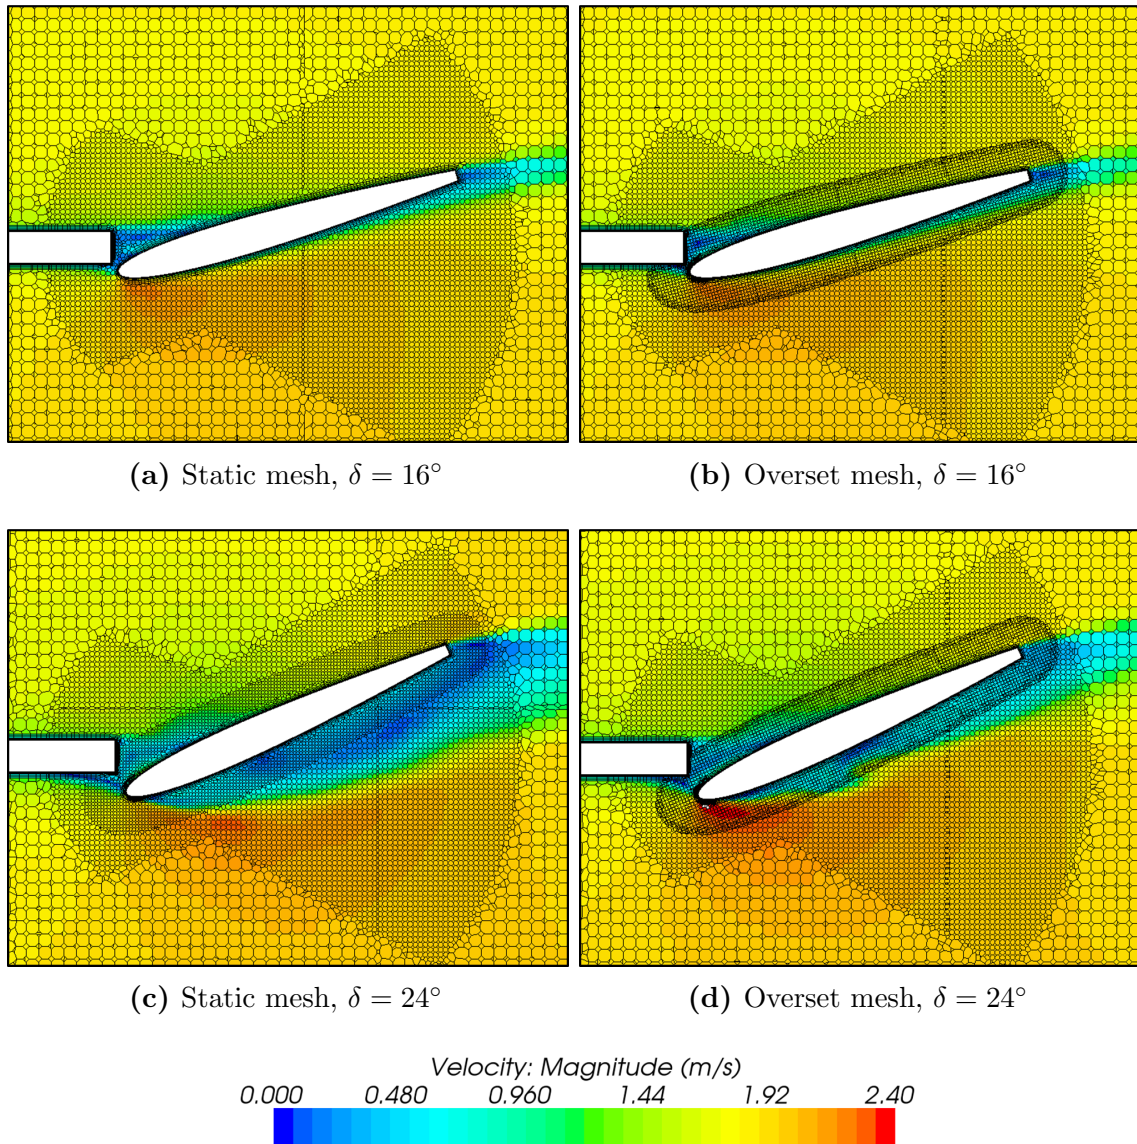 (a) Static mesh, δ = 16°
(b) Overset mesh, δ = 16°
(c) Static mesh, δ = 24°
(d) Overset mesh, δ = 24°
Velocity: Magnitude (m/s)
0.000 0.480 0.960 1.44 1.92 2.40